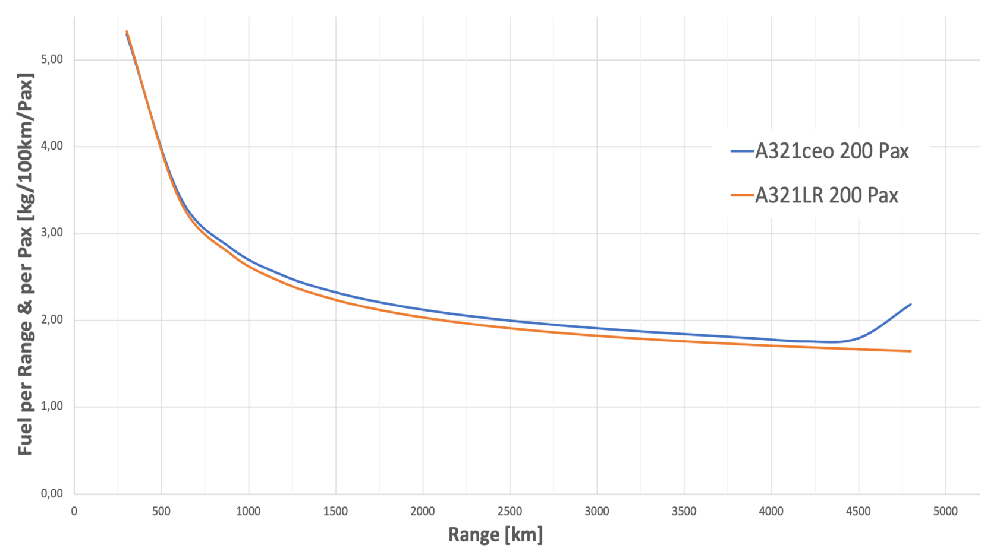 Fuel per Range & per Pax [kg/100km/Pax]
5,00
4,00
3,00
2,00
1,00
0,00
A321ceo 200 Pax
A321LR 200 Pax
0 500 1000 1500 2000 2500 3000 3500 4000 4500 5000
Range [km]